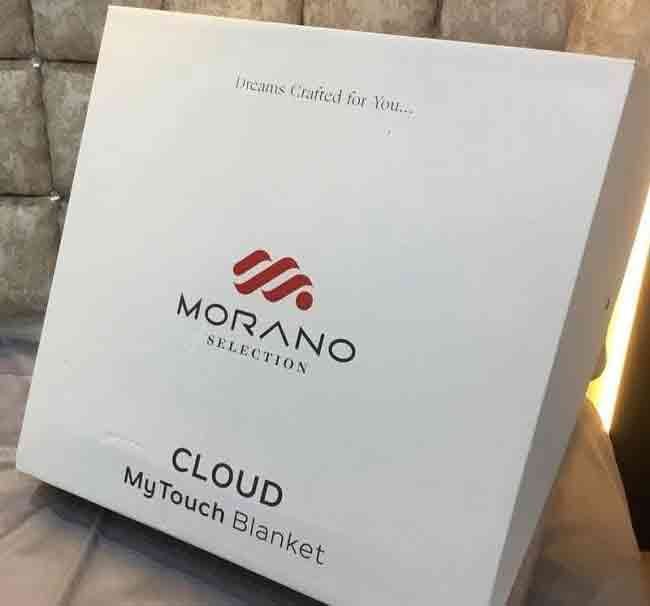 Dreams Crafted for You...
MORANO
SELECTION
CLOUD
MyTouch Blanket